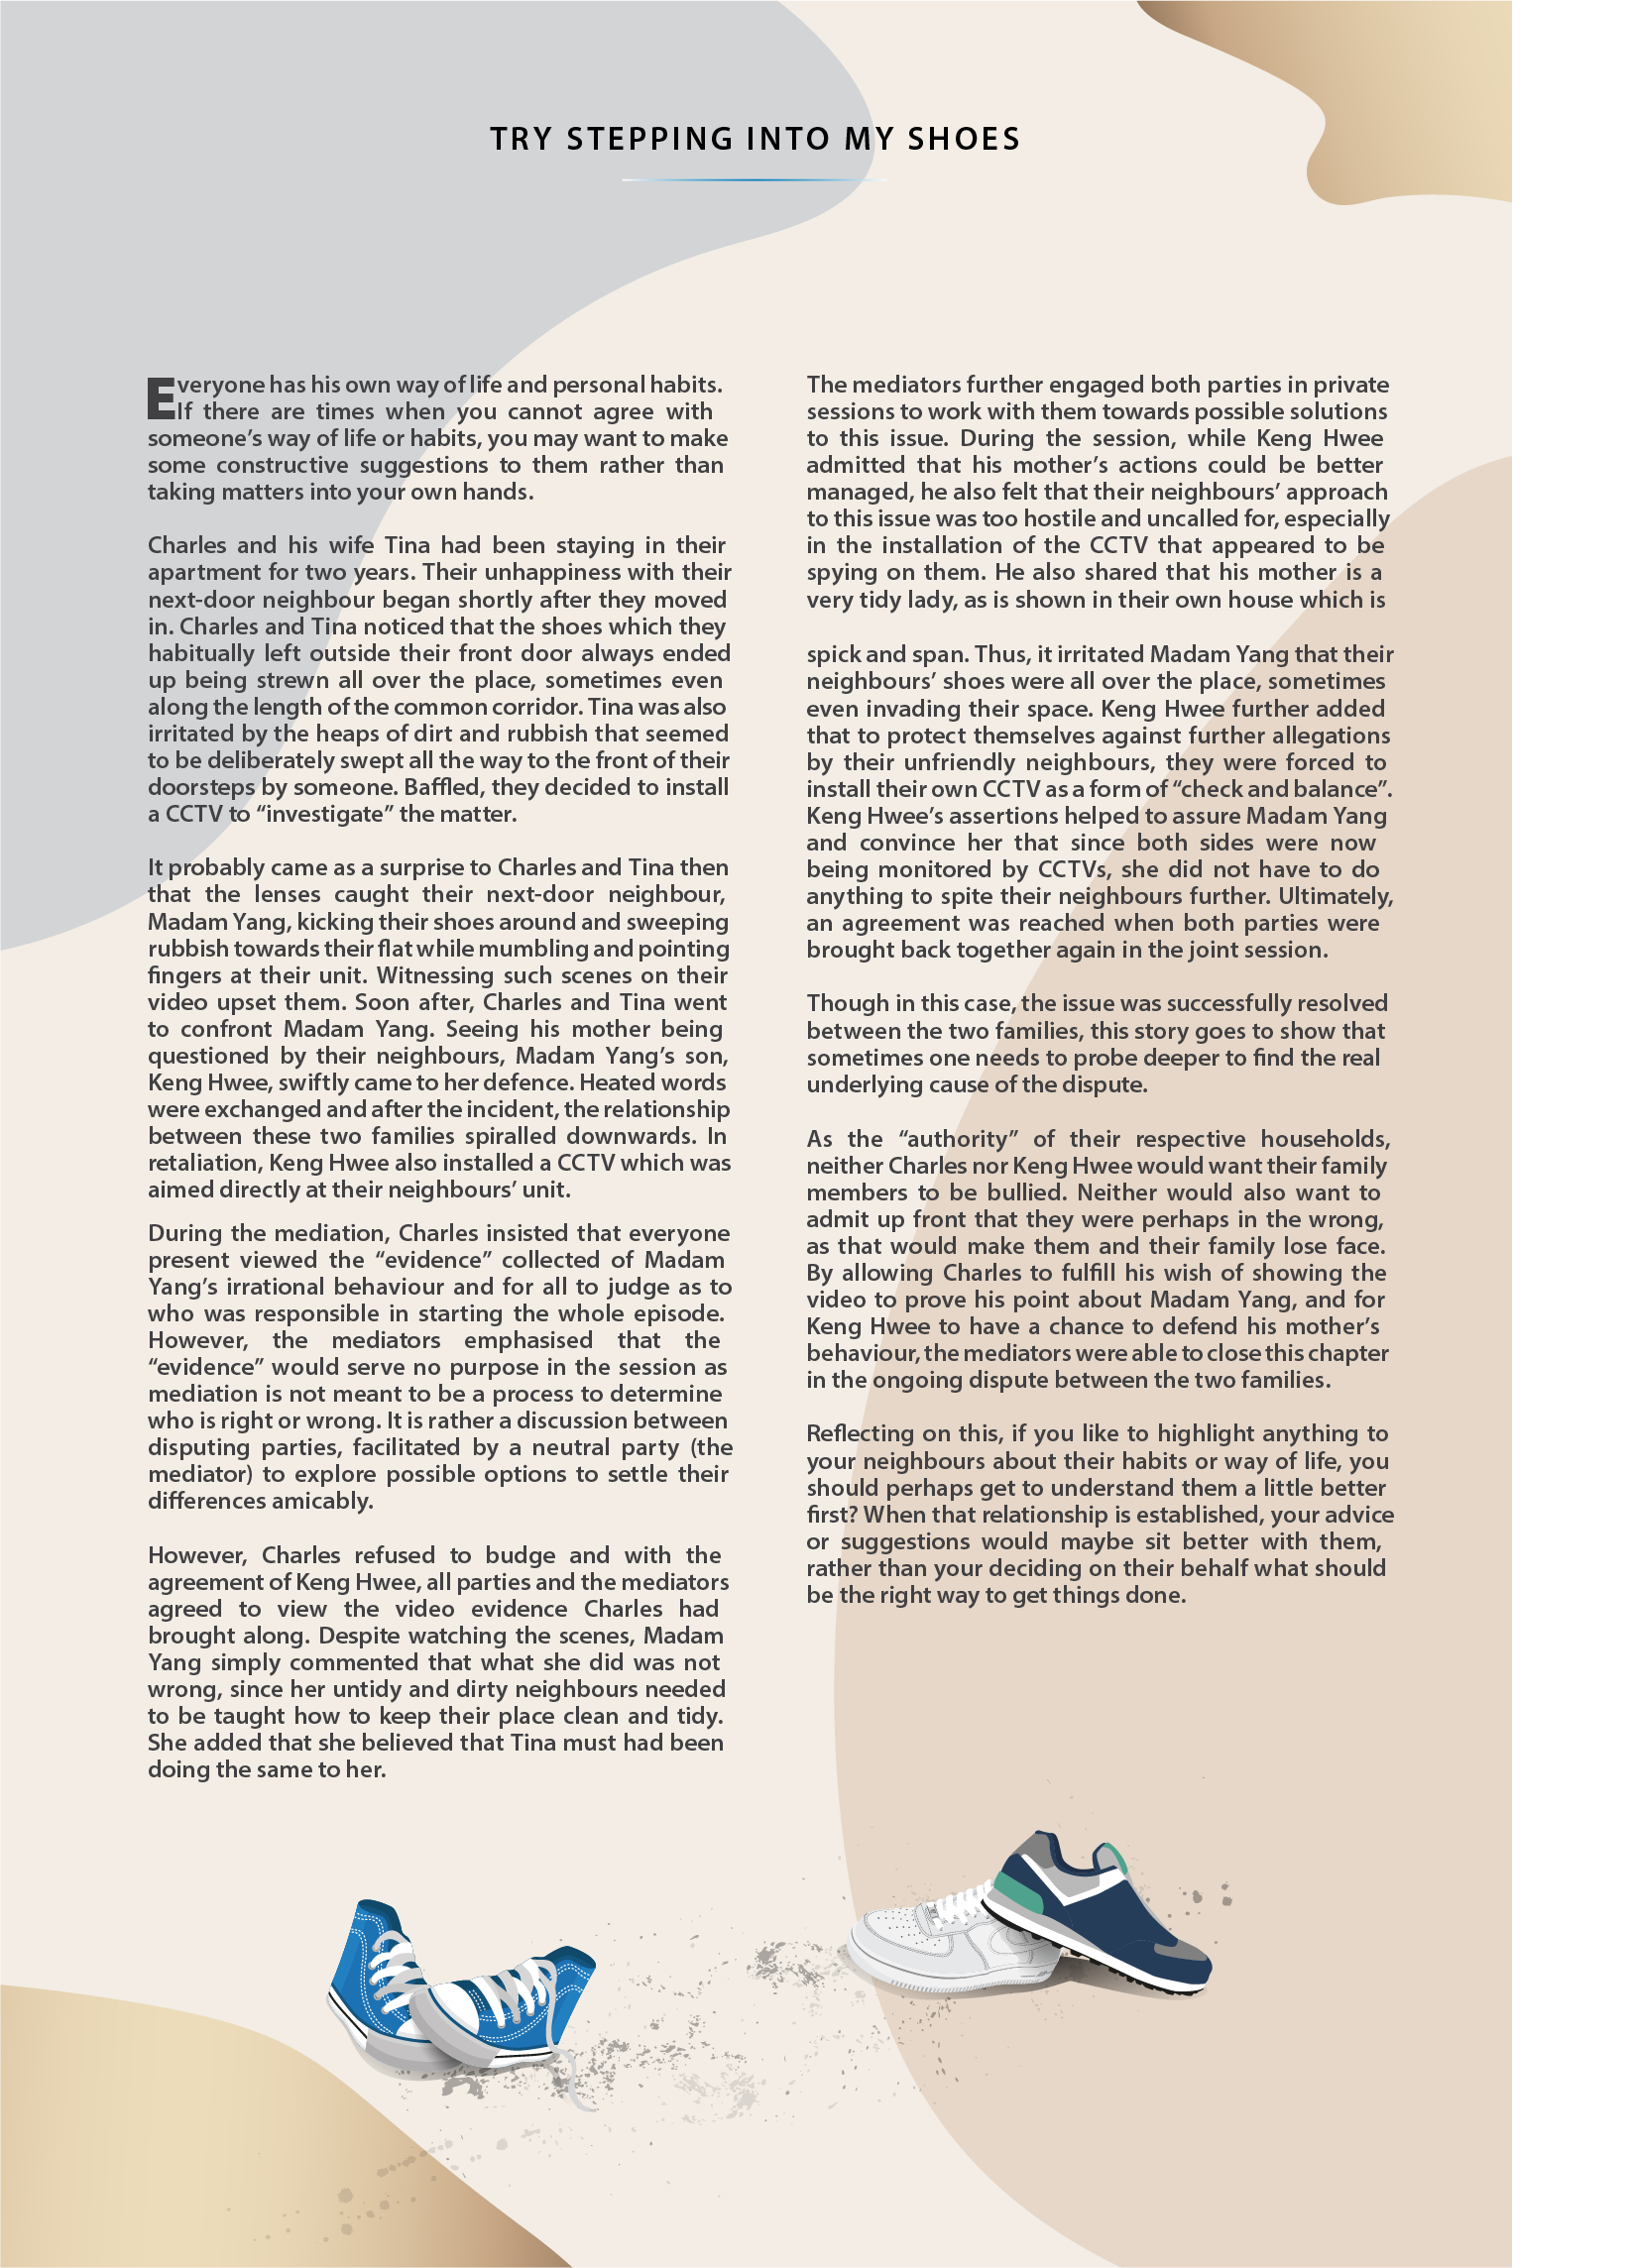 TRY STEPPING INTO MY SHOES
Everyone has his own way of life and personal habits.
If there are times when you cannot agree with
someone's way of life or habits, you may want to make
some constructive suggestions to them rather than
taking matters into your own hands.
Charles and his wife Tina had been staying in their
apartment for two years. Their unhappiness with their
next-door neighbour began shortly after they moved
in. Charles and Tina noticed that the shoes which they
habitually left outside their front door always ended
up being strewn all over the place, sometimes even
along the length of the common corridor. Tina was also
irritated by the heaps of dirt and rubbish that seemed
to be deliberately swept all the way to the front of their
doorsteps by someone. Baffled, they decided to install
a CCTV to “investigate” the matter.
It probably came as a surprise to Charles and Tina then
that the lenses caught their next-door neighbour,
Madam Yang, kicking their shoes around and sweeping
rubbish towards their flat while mumbling and pointing
fingers at their unit. Witnessing such scenes on their
video upset them. Soon after, Charles and Tina went
to confront Madam Yang. Seeing his mother being
questioned by their neighbours, Madam Yang's son,
Keng Hwee, swiftly came to her defence. Heated words
were exchanged and after the incident, the relationship
between these two families spiralled downwards. In
retaliation, Keng Hwee also installed a CCTV which was
aimed directly at their neighbours' unit.
During the mediation, Charles insisted that everyone
present viewed the “evidence” collected of Madam
Yang's irrational behaviour and for all to judge as to
who was responsible in starting the whole episode.
However, the mediators emphasised that the
“evidence” would serve no purpose in the session as
mediation is not meant to be a process to determine
who is right or wrong. It is rather a discussion between
disputing parties, facilitated by a neutral party (the
mediator) to explore possible options to settle their
differences amicably.
However, Charles refused to budge and with the
agreement of Keng Hwee, all parties and the mediators
agreed to view the video evidence Charles had
brought along. Despite watching the scenes, Madam
Yang simply commented that what she did was not
wrong, since her untidy and dirty neighbours needed
to be taught how to keep their place clean and tidy.
She added that she believed that Tina must had been
doing the same to her.
The mediators further engaged both parties in private
sessions to work with them towards possible solutions
to this issue. During the session, while Keng Hwee
admitted that his mother's actions could be better
managed, he also felt that their neighbours' approach
to this issue was too hostile and uncalled for, especially
in the installation of the CCTV that appeared to be
spying on them. He also shared that his mother is a
very tidy lady, as is shown in their own house which is
spick and span. Thus, it irritated Madam Yang that their
neighbours' shoes were all over the place, sometimes
even invading their space. Keng Hwee further added
that to protect themselves against further allegations
by their unfriendly neighbours, they were forced to
install their own CCTV as a form of “check and balance”.
Keng Hwee's assertions helped to assure Madam Yang
and convince her that since both sides were now
being monitored by CCTVs, she did not have to do
anything to spite their neighbours further. Ultimately,
an agreement was reached when both parties were
brought back together again in the joint session.
Though in this case, the issue was successfully resolved
between the two families, this story goes to show that
sometimes one needs to probe deeper to find the real
underlying cause of the dispute.
As the “authority” of their respective households,
neither Charles nor Keng Hwee would want their family
members to be bullied. Neither would also want to
admit up front that they were perhaps in the wrong,
as that would make them and their family lose face.
By allowing Charles to fulfill his wish of showing the
video to prove his point about Madam Yang, and for
Keng Hwee to have a chance to defend his mother's
behaviour, the mediators were able to close this chapter
in the ongoing dispute between the two families.
Reflecting on this, if you like to highlight anything to
your neighbours about their habits or way of life, you
should perhaps get to understand them a little better
first? When that relationship is established, your advice
or suggestions would maybe sit better with them,
rather than your deciding on their behalf what should
be the right way to get things done.